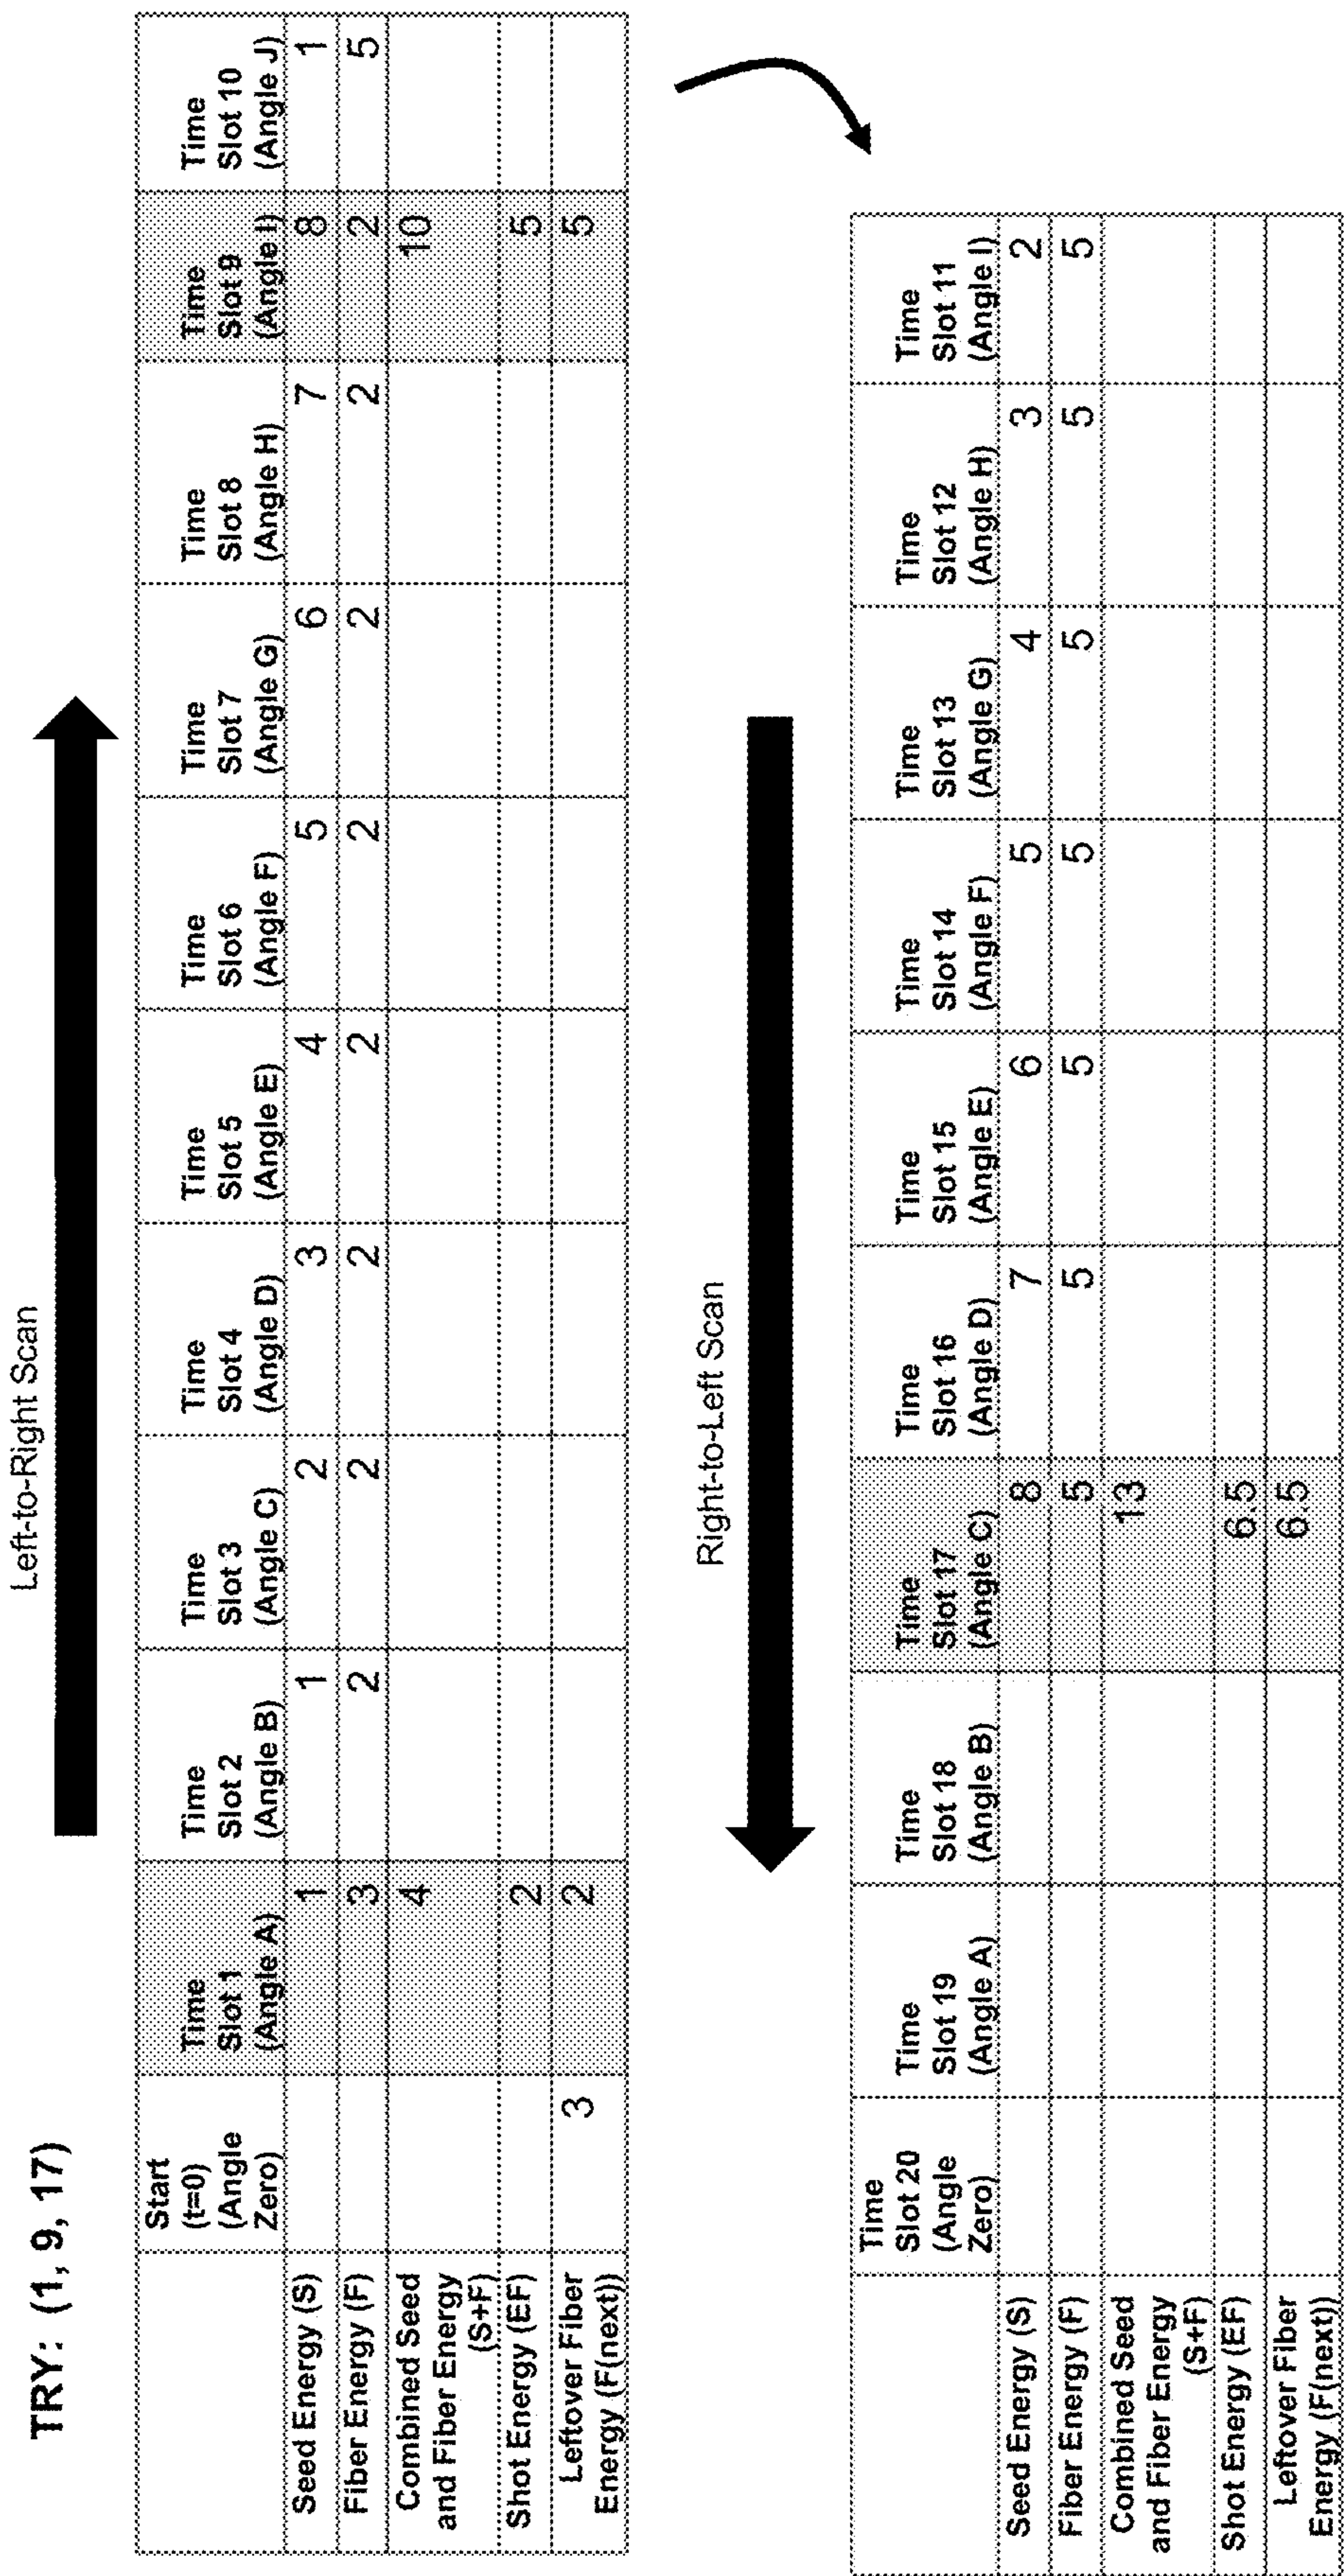 TRY: (1, 9, 17)
Left-to-Right Scan
Start
(t=0)
(Angle
Zero)
Time
Slot 1
(Angle A)
Time
Slot 2
(Angle B)
Time
Slot 3
(Angle C)
Time
Slot 4
(Angle D)
Time
Slot 5
(Angle E)
Time
Slot 6
(Angle F)
Time
Slot 7
(Angle G)
Time
Slot 8
(Angle H)
Time
Slot 9
(Angle I)
Time
Slot 10
(Angle J)
Seed Energy (S) 1 1 2 3 4 5 6 7 8 1
Fiber Energy (F) 3 2 2 2 2 2 2 2 2 5
Combined Seed 4 10
and Fiber Energy
(S+F)
Shot Energy (EF) 2 5
Leftover Fiber 3 2 5
Energy (F(next))
Right-to-Left Scan
Time
Slot 20
(Angle
Zero)
Time
Slot 19
(Angle A)
Time
Slot 18
(Angle B)
Time
Slot 17
(Angle C)
Time
Slot 16
(Angle D)
Time
Slot 15
(Angle E)
Time
Slot 14
(Angle F)
Time
Slot 13
(Angle G)
Time
Slot 12
(Angle H)
Time
Slot 11
(Angle I)
Seed Energy (S) 8 7 6 5 4 3 2
Fiber Energy (F) 5 5 5 5 5 5 5
Combined Seed 13
and Fiber Energy
(S+F)
Shot Energy (EF) 6.5
Leftover Fiber 6.5
Energy (F(next))